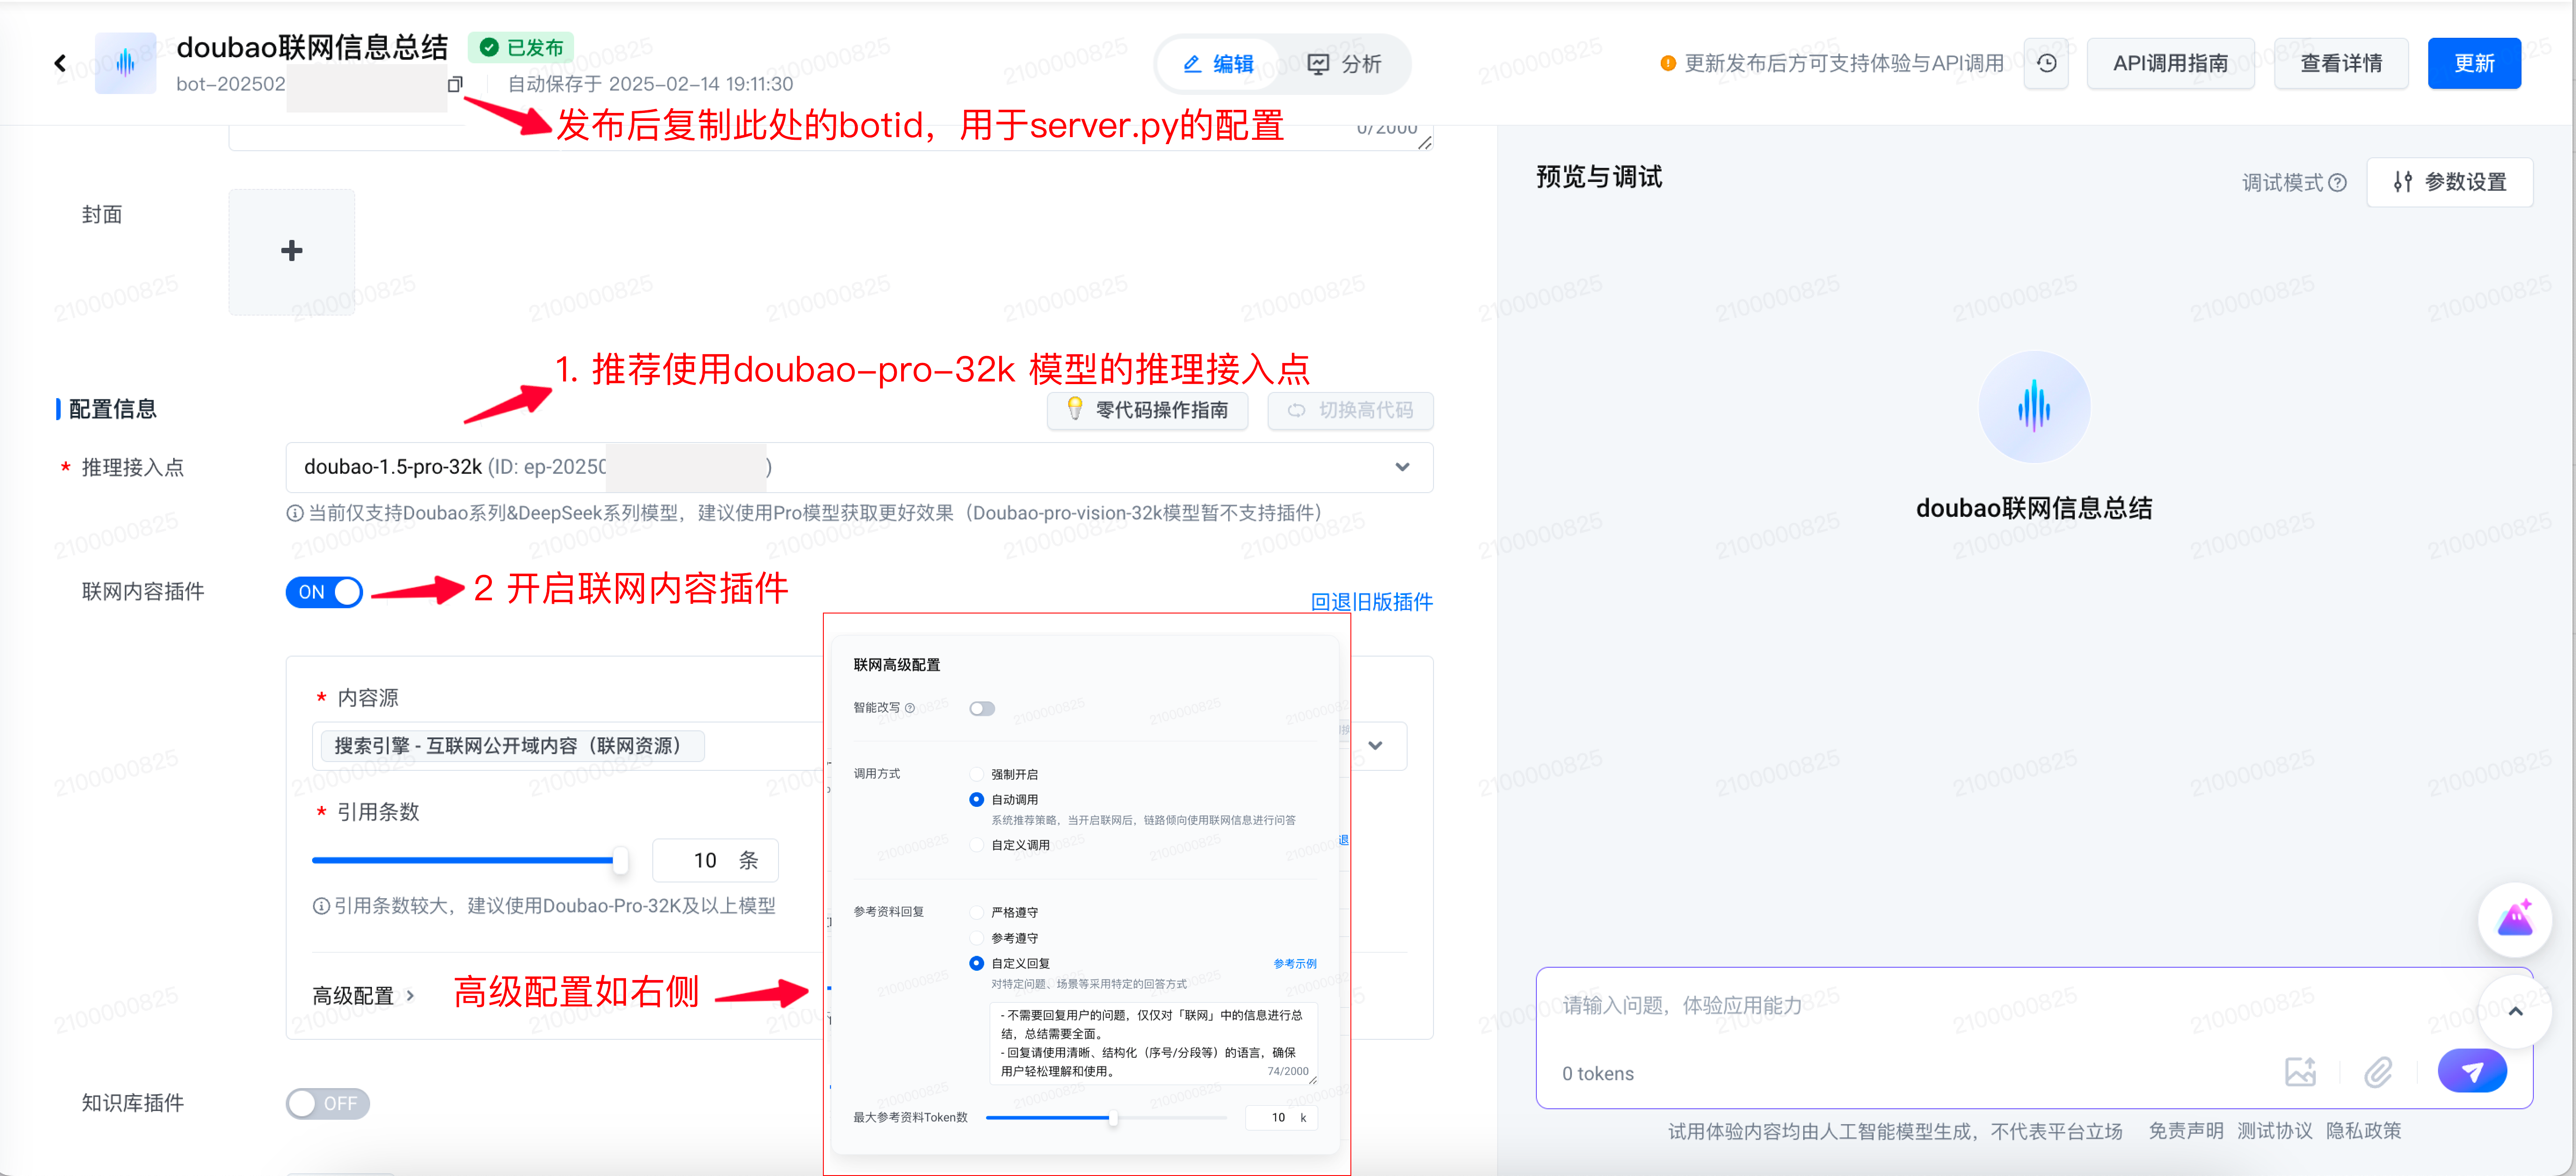 doubao联网信息总结
已发布
bot-202502
自动保存于 2025-02-14 19:11:30
编辑
分析
更新发布后方可支持体验与API调用
API调用指南
查看详情
更新
发布后复制此处的botid，用于server.py的配置
0/2000
封面
1. 推荐使用doubao-pro-32k 模型的推理接入点
配置信息
零代码操作指南
切换高代码
* 推理接入点
doubao-1.5-pro-32k (ID: ep-20250 )
当前仅支持Doubao系列&DeepSeek系列模型，建议使用Pro模型获取更好效果（Doubao-pro-vision-32k模型暂不支持插件）
联网内容插件
ON
2 开启联网内容插件
回退旧版插件
* 内容源
搜索引擎 - 互联网公开域内容（联网资源）
* 引用条数
10 条
引用条数较大，建议使用Doubao-Pro-32K及以上模型
高级配置
高级配置如右侧
知识库插件
OFF
联网高级配置
智能改写
调用方式
强制开启
自动调用
系统推荐策略，当开启联网后，链路倾向使用联网信息进行问答
自定义调用
退
参考资料回复
严格遵守
参考遵守
自定义回复
参考示例
对特定问题、场景等采用特定的回答方式
- 不需要回复用户的问题，仅仅对「联网」中的信息进行总
结，总结需要全面。
- 回复请使用清晰、结构化（序号/分段等）的语言，确保
用户轻松理解和使用。
74/2000
最大参考资料Token数
10 k
预览与调试
调试模式
参数设置
doubao联网信息总结
请输入问题，体验应用能力
0 tokens
试用体验内容均由人工智能模型生成，不代表平台立场 免责声明 测试协议 隐私政策
2100000825